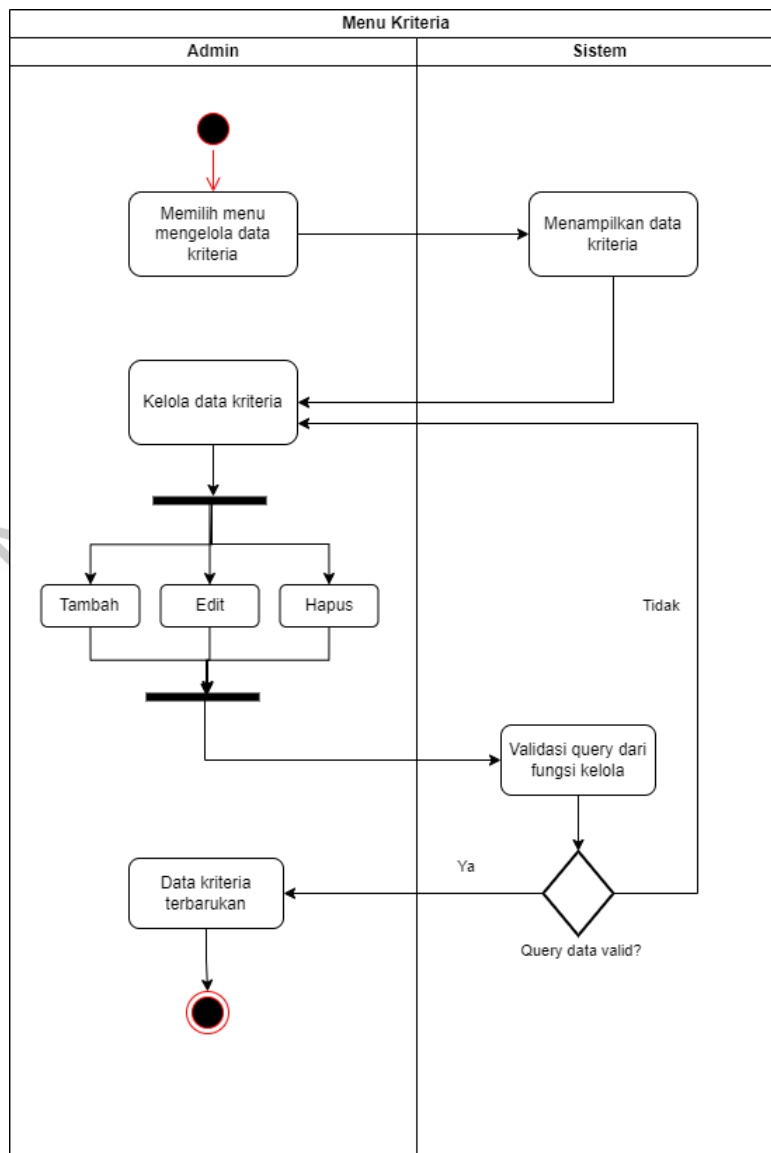 Menu Kriteria
Admin
Sistem
Memilih menu
mengelola data
kriteria
Menampilkan data
kriteria
Kelola data kriteria
Tambah
Edit
Hapus
Tidak
Validasi query dari
fungsi kelola
Ya
Data kriteria
terbarukan
Query data valid?